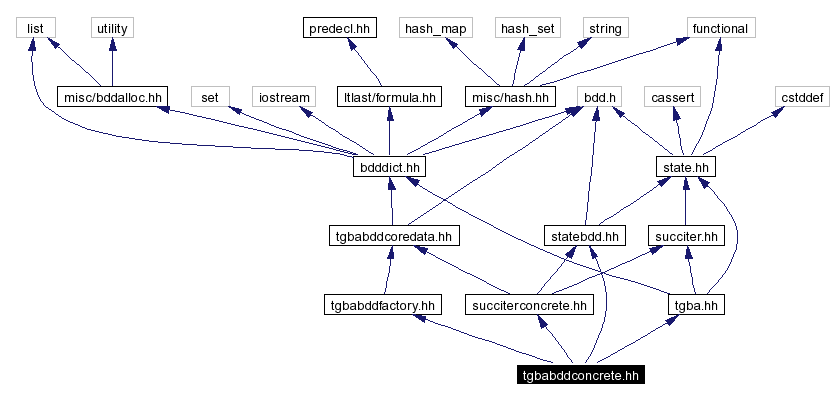 list
utility
predecl.hh
hash_map
hash_set
string
functional
misc/bddalloc.hh
set
iostream
ltlast/formula.hh
misc/hash.hh
bdd.h
cassert
cstddef
bdddict.hh
state.hh
tgbabddcoredata.hh
statebdd.hh
succiter.hh
tgbabddfactory.hh
succiterconcrete.hh
tgba.hh
tgbabddconcrete.hh